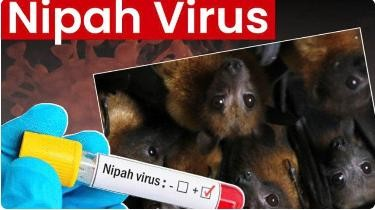 Nipah Virus
Nipah virus : - ☐ + ☑